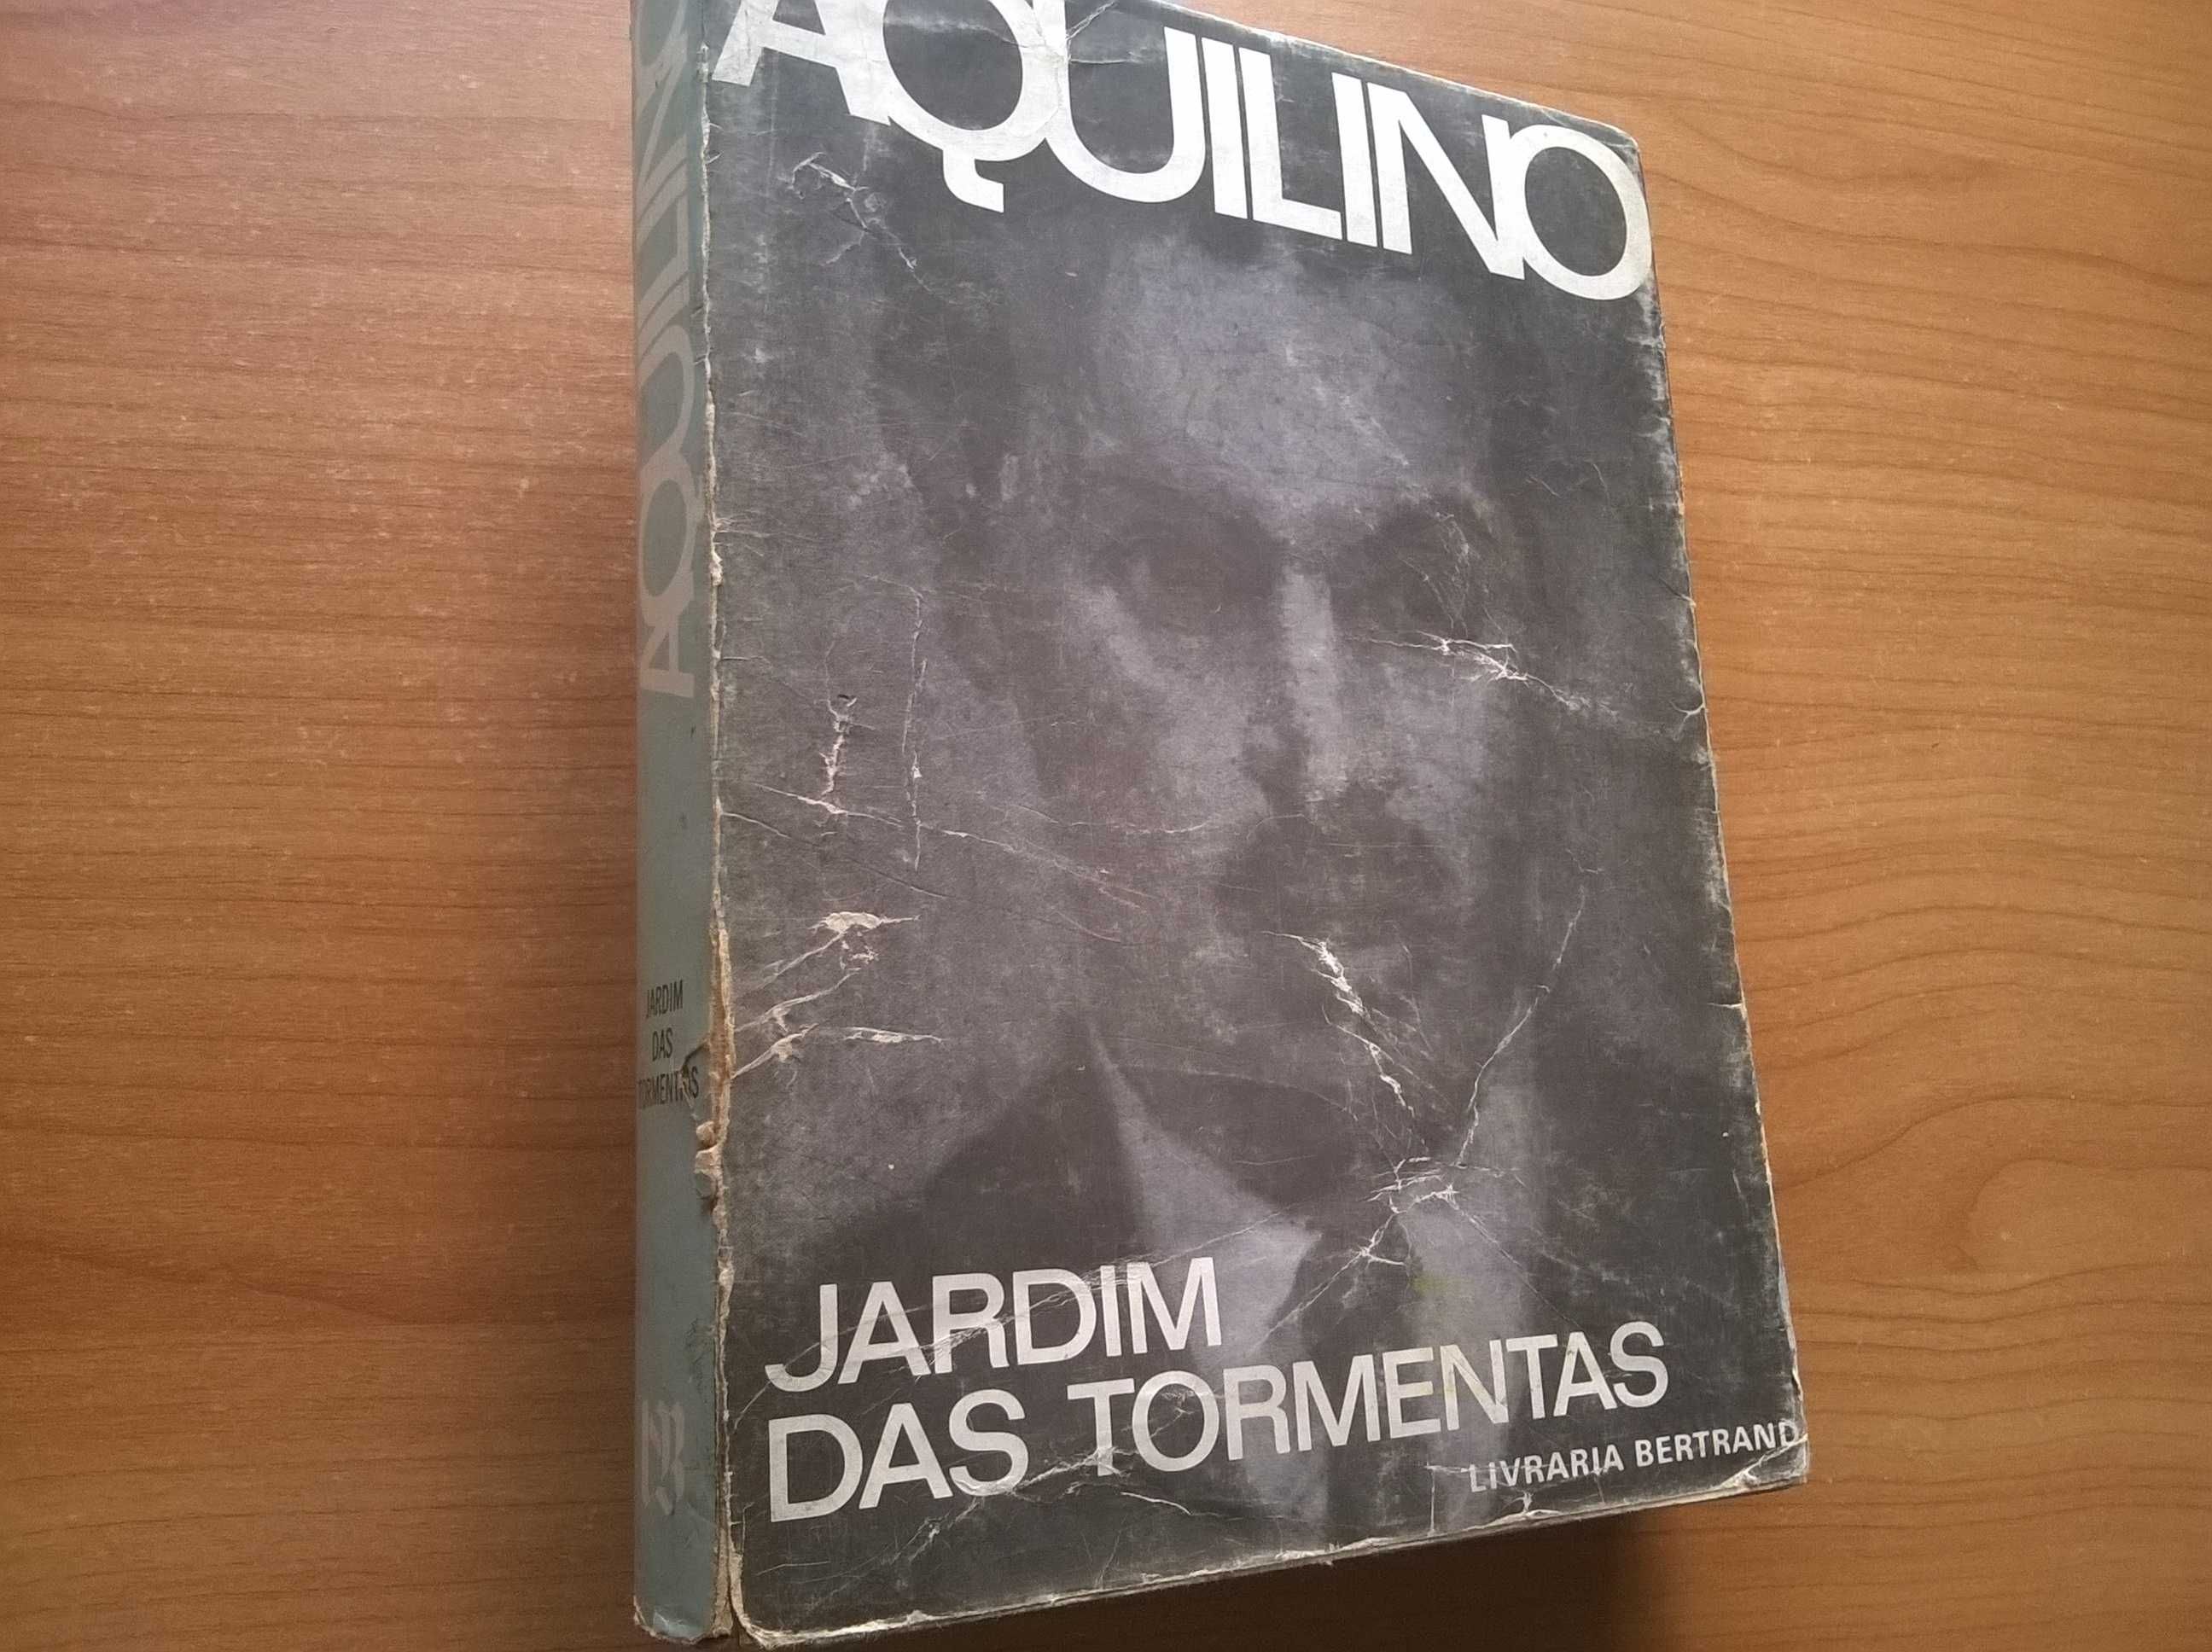 AQUILINO
JARDIM
DAS TORMENTAS
LIVRARIA BERTRAND
AQUILINO
JARDIM
DAS
TORMENTAS